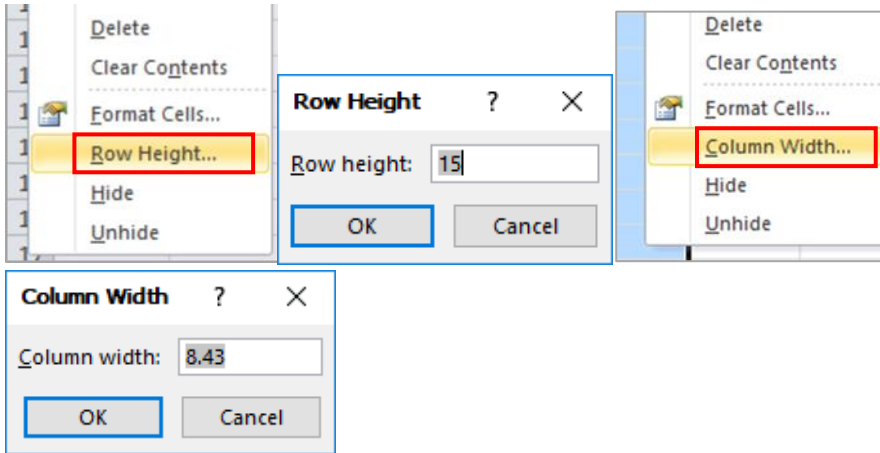 Delete
Clear Contents
Format Cells...
Row Height...
Hide
Unhide
Row Height ? ×
Row height: 15
OK Cancel
Delete
Clear Contents
Format Cells...
Column Width...
Hide
Unhide
Column Width ? ×
Column width: 8.43
OK Cancel